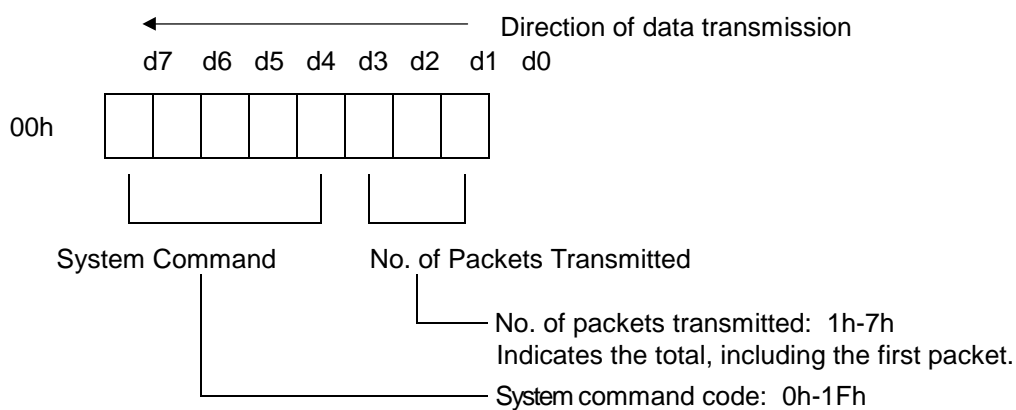 Direction of data transmission
d7 d6 d5 d4 d3 d2 d1 d0
00h
System Command No. of Packets Transmitted
No. of packets transmitted: 1h-7h
Indicates the total, including the first packet.
System command code: 0h-1Fh